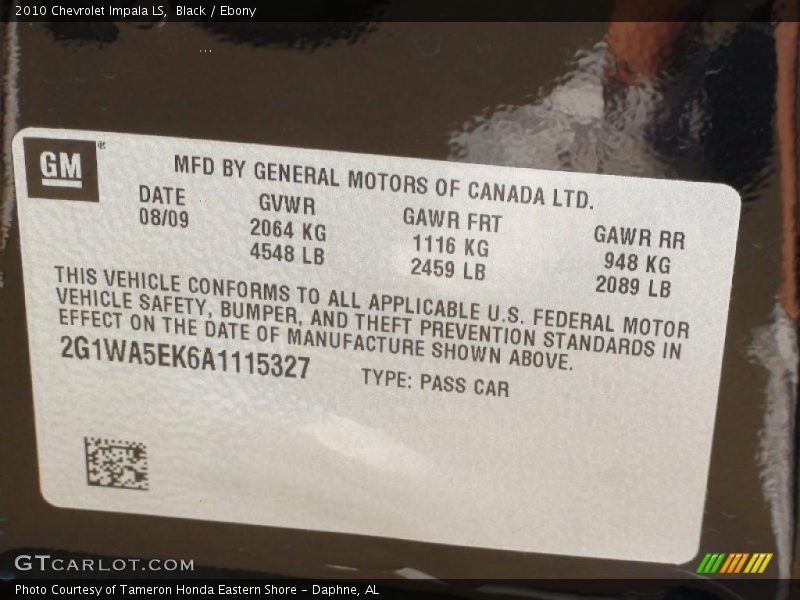 2010 Chevrolet Impala LS, Black / Ebony
GM®
MFD BY GENERAL MOTORS OF CANADA LTD.
DATE GVWR GAWR FRT GAWR RR
08/09 2064 KG 1116 KG 948 KG
4548 LB 2459 LB 2089 LB
THIS VEHICLE CONFORMS TO ALL APPLICABLE U.S. FEDERAL MOTOR
VEHICLE SAFETY, BUMPER, AND THEFT PREVENTION STANDARDS IN
EFFECT ON THE DATE OF MANUFACTURE SHOWN ABOVE.
2G1WA5EK6A1115327 TYPE: PASS CAR
GTCARLOT.COM
Photo Courtesy of Tameron Honda Eastern Shore - Daphne, AL